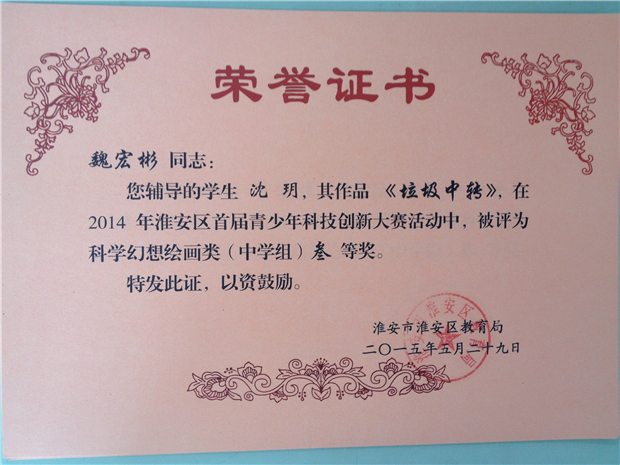 荣誉证书
魏宏彬 同志：
您辅导的学生 沈 玥，其作品 《垃圾中转》，在
2014 年淮安区首届青少年科技创新大赛活动中，被评为
科学幻想绘画类（中学组）叁 等奖。
特发此证，以资鼓励。
淮安市淮安区教育局
二〇一五年五月二十九日